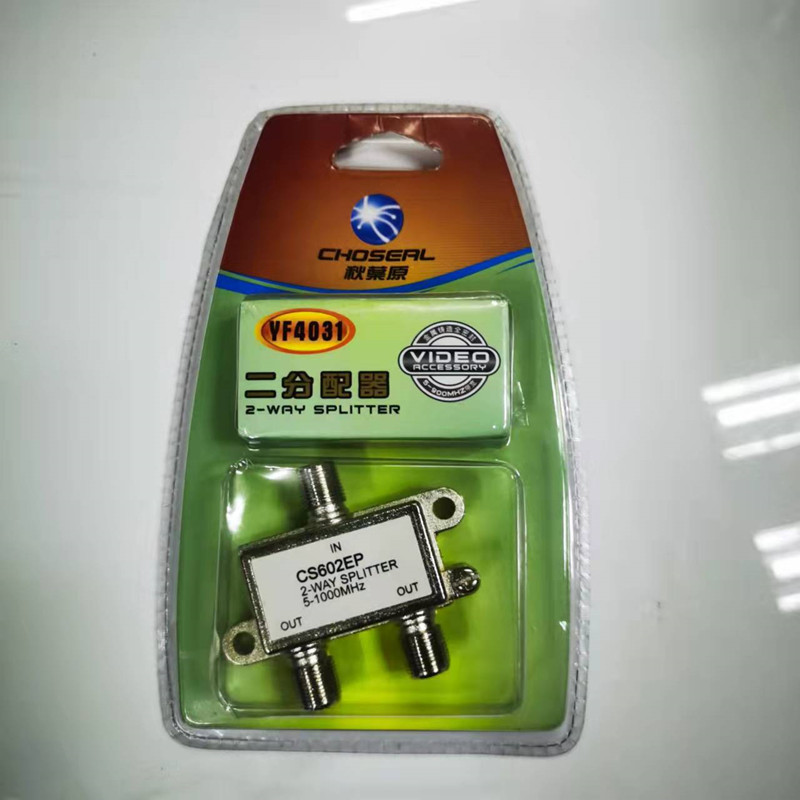 CHOSEAL
秋葉原
YF4031
二分配器
2-WAY SPLITTER
VIDEO
ACCESSORY
IN
CS602EP
2-WAY SPLITTER
5-1000MHz
OUT
OUT